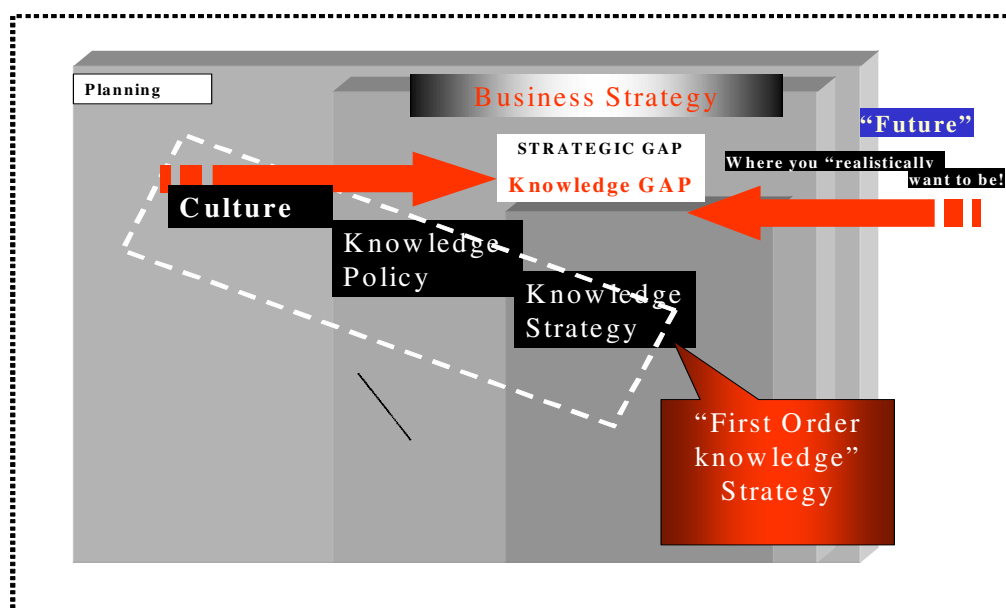 Planning
Business Strategy
"Future"
STRATEGIC GAP
Knowledge GAP
Where you "realistically
want to be!
Culture
Knowledge
Policy
Knowledge
Strategy
"First Order
knowledge"
Strategy